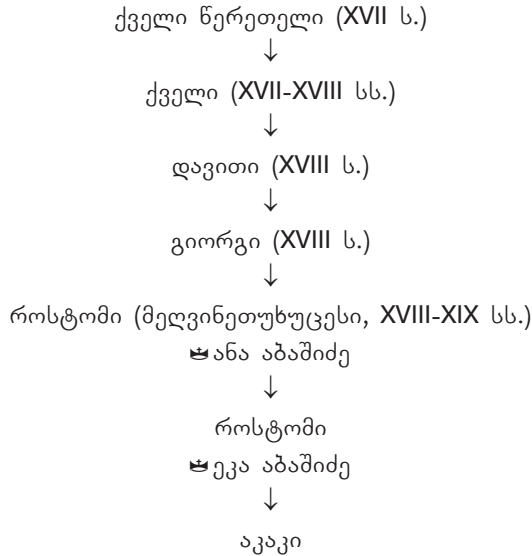 ქველი წერეთელი (XVII ს.)
↓
ქველი (XVII-XVIII სს.)
↓
დავითი (XVIII ს.)
↓
გიორგი (XVIII ს.)
↓
როსტომი (მეღვინეთუხუცესი, XVIII-XIX სს.)
ანა აბაშიძე
↓
როსტომი
ეკა აბაშიძე
↓
აკაკი